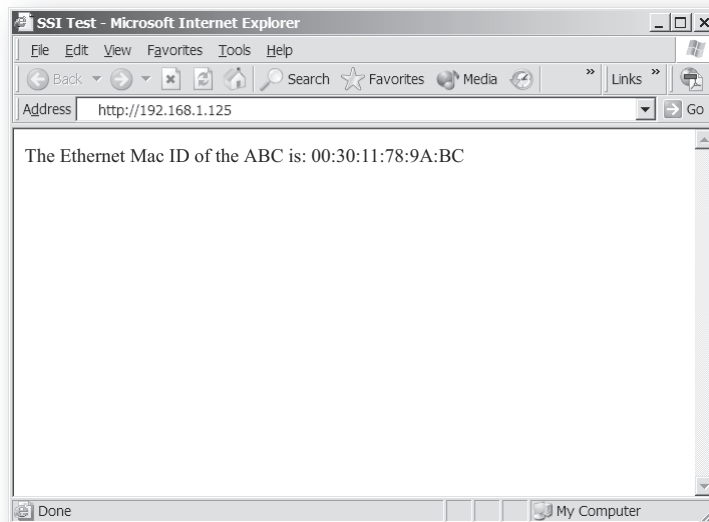 SSI Test - Microsoft Internet Explorer
File Edit View Favorites Tools Help
Back Search Favorites Media » Links »
Address http://192.168.1.125 Go
The Ethernet Mac ID of the ABC is: 00:30:11:78:9A:BC
Done My Computer